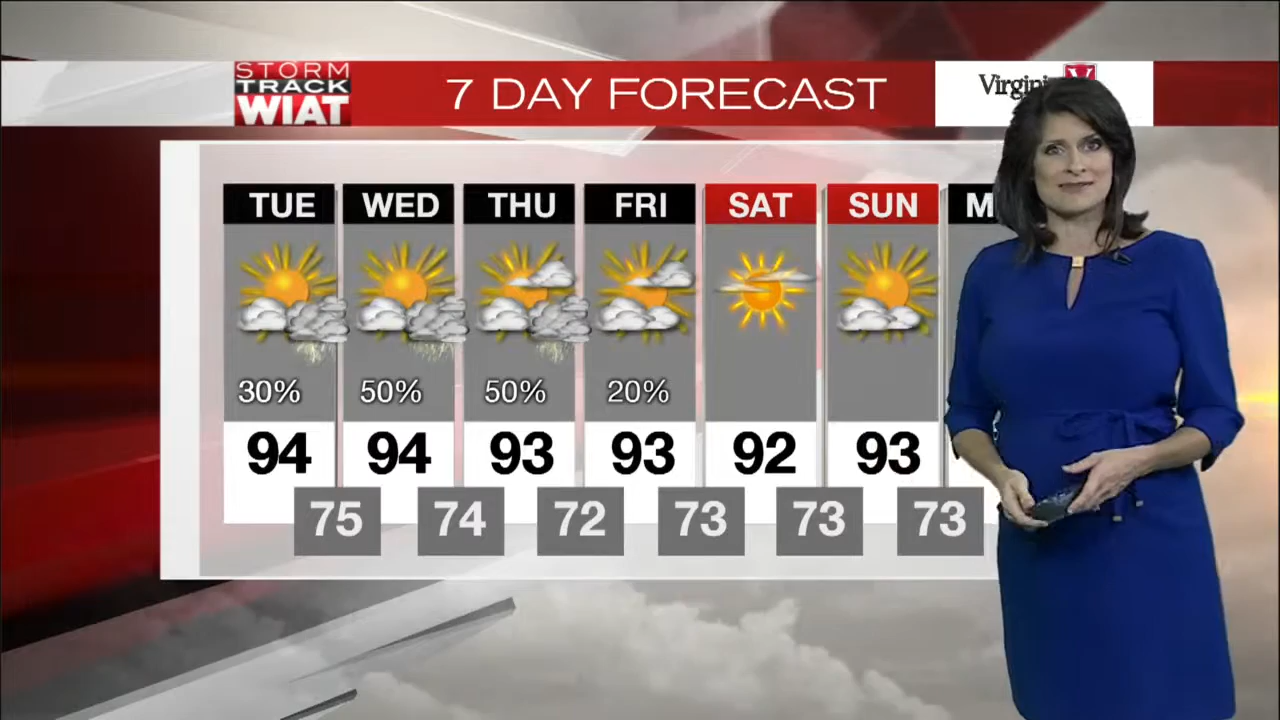 STORM
TRACK
WIAT
7 DAY FORECAST
TUE WED THU FRI SAT SUN
30% 50% 50% 20%
94 94 93 93 92 93
75 74 72 73 73 73